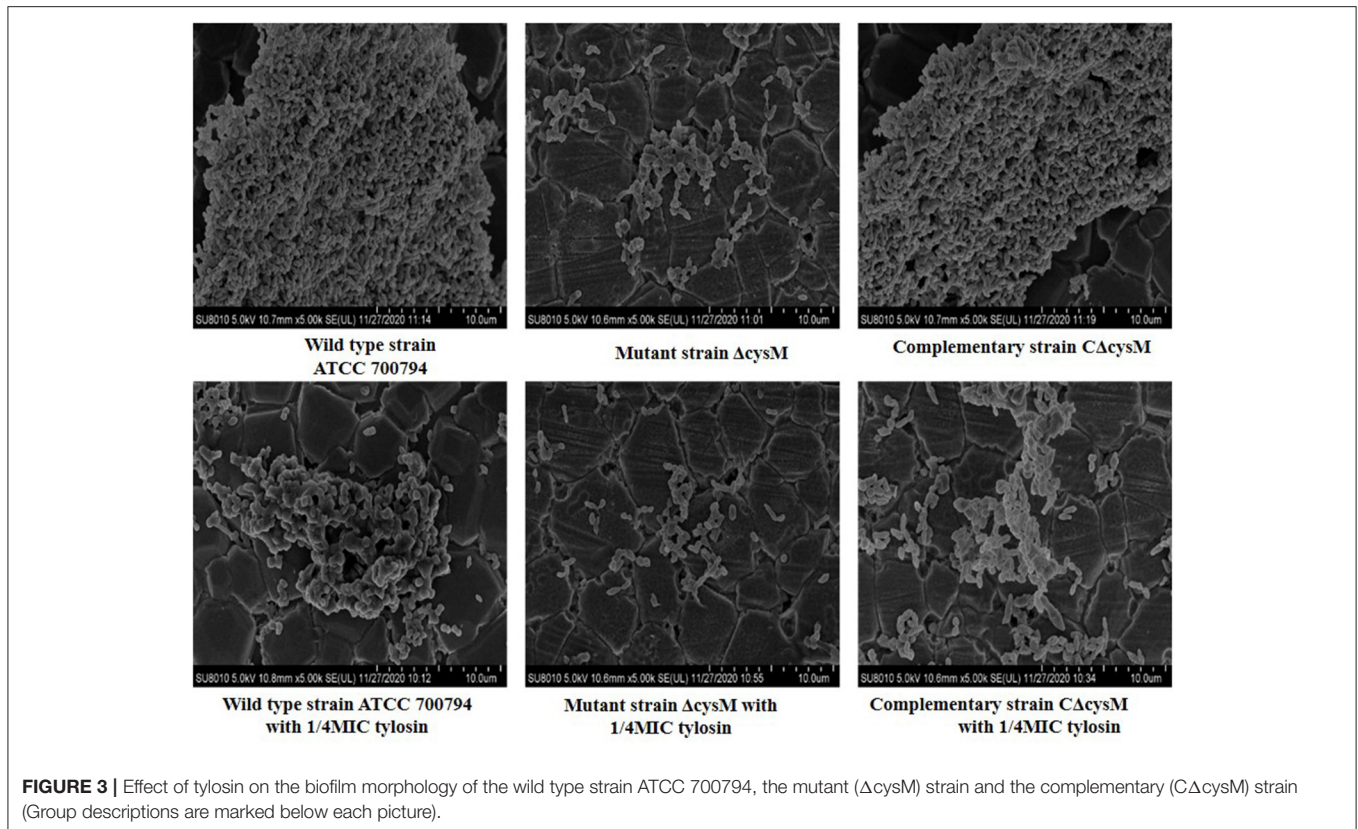 SU8010 5.0kV 10.7mm x5.00k SE(UL) 11/27/2020 11:14 10.0um
SU8010 5.0kV 10.6mm x5.00k SE(UL) 11/27/2020 11:01 10.0um
SU8010 5.0kV 10.7mm x5.00k SE(UL) 11/27/2020 11:19 10.0um
Wild type strain
ATCC 700794
Mutant strain ΔcysM
Complementary strain CΔcysM
SU8010 5.0kV 10.8mm x5.00k SE(UL) 11/27/2020 10:12 10.0um
SU8010 5.0kV 10.6mm x5.00k SE(UL) 11/27/2020 10:55 10.0um
SU8010 5.0kV 10.6mm x5.00k SE(UL) 11/27/2020 10:34 10.0um
Wild type strain ATCC 700794
with 1/4MIC tylosin
Mutant strain ΔcysM with
1/4MIC tylosin
Complementary strain CΔcysM
with 1/4MIC tylosin
FIGURE 3 | Effect of tylosin on the biofilm morphology of the wild type strain ATCC 700794, the mutant (ΔcysM) strain and the complementary (CΔcysM) strain
(Group descriptions are marked below each picture).